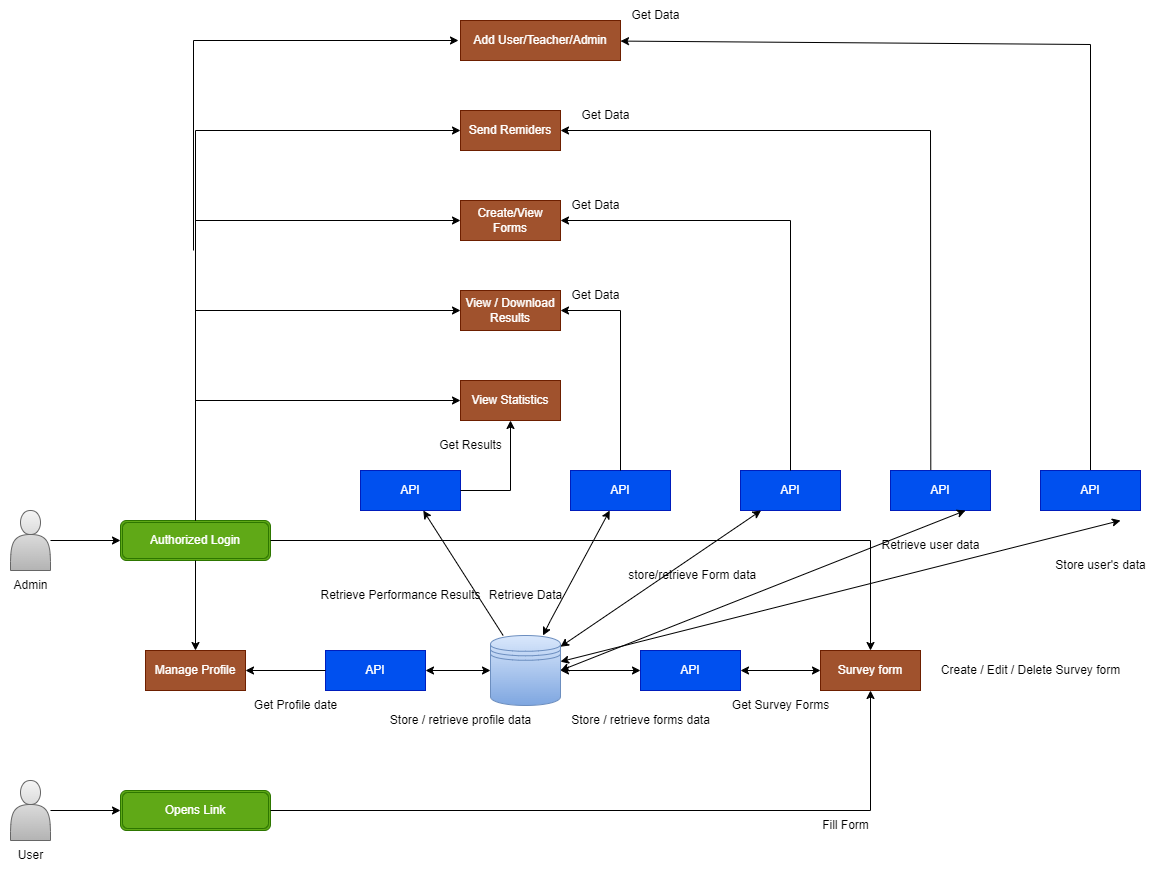 Get Data
Add User/Teacher/Admin
Get Data
Send Remiders
Get Data
Create/View
Forms
Get Data
View / Download
Results
View Statistics
Get Results
API
API
API
API
API
Authorized Login
Admin
Retrieve user data
Store user's data
store/retrieve Form data
Retrieve Performance Results
Retrieve Data
Manage Profile
API
API
Survey form
Create / Edit / Delete Survey form
Get Profile date
Get Survey Forms
Store / retrieve profile data
Store / retrieve forms data
Opens Link
Fill Form
User